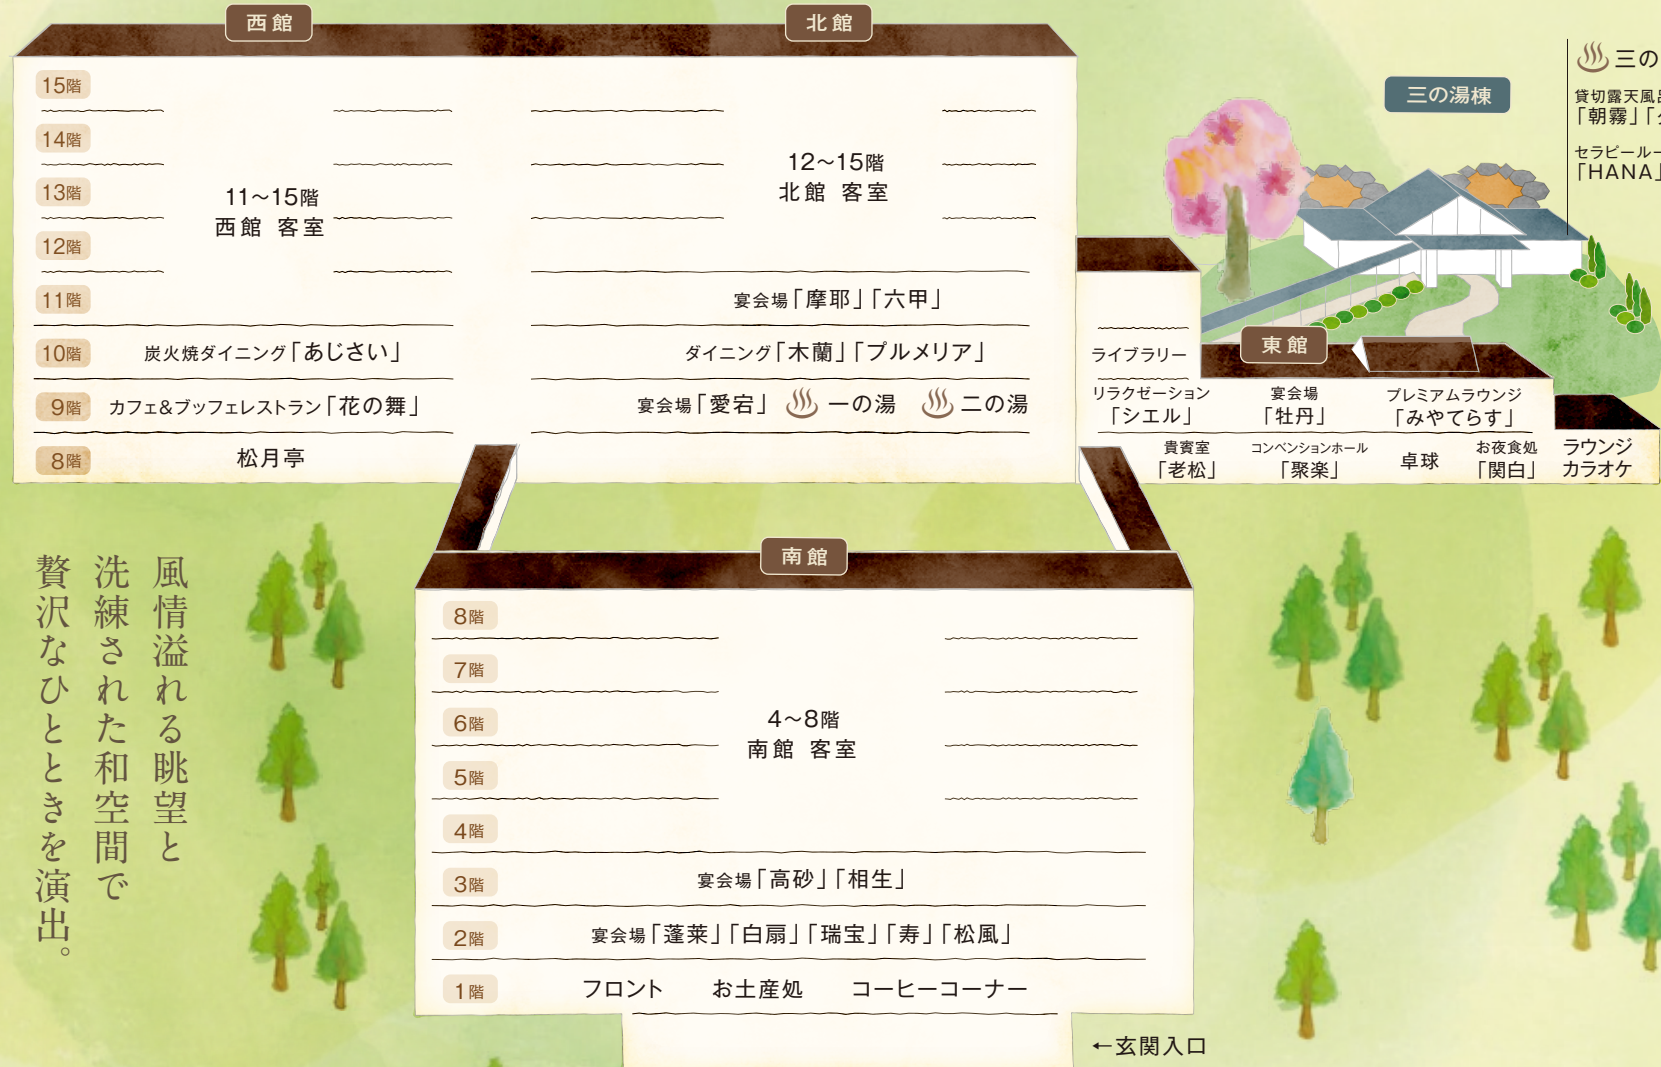 西館
15階
14階
13階
12階
11階
10階
9階
8階
11〜15階
西館 客室
炭火焼ダイニング「あじさい」
カフェ&ブッフェレストラン「花の舞」
松月亭
北館
12〜15階
北館 客室
宴会場「摩耶」「六甲」
ダイニング「木蘭」「プルメリア」
宴会場「愛宕」 一の湯 二の湯
三の湯棟
三の
貸切露天風呂
「朝霧」「
セラピール
「HANA」
東館
ライブラリー
リラクゼーション
「シエル」
宴会場
「牡丹」
プレミアムラウンジ
「みやてらす」
貴賓室
「老松」
コンベンションホール
「聚楽」
卓球
お夜食処
「関白」
ラウンジ
カラオケ
南館
8階
7階
6階
5階
4階
3階
2階
1階
4〜8階
南館 客室
宴会場「高砂」「相生」
宴会場「蓬莱」「白扇」「瑞宝」「寿」「松風」
フロント お土産処 コーヒーコーナー
←玄関入口
風情溢れる眺望と
洗練された和空間で
贅沢なひとときを演出。